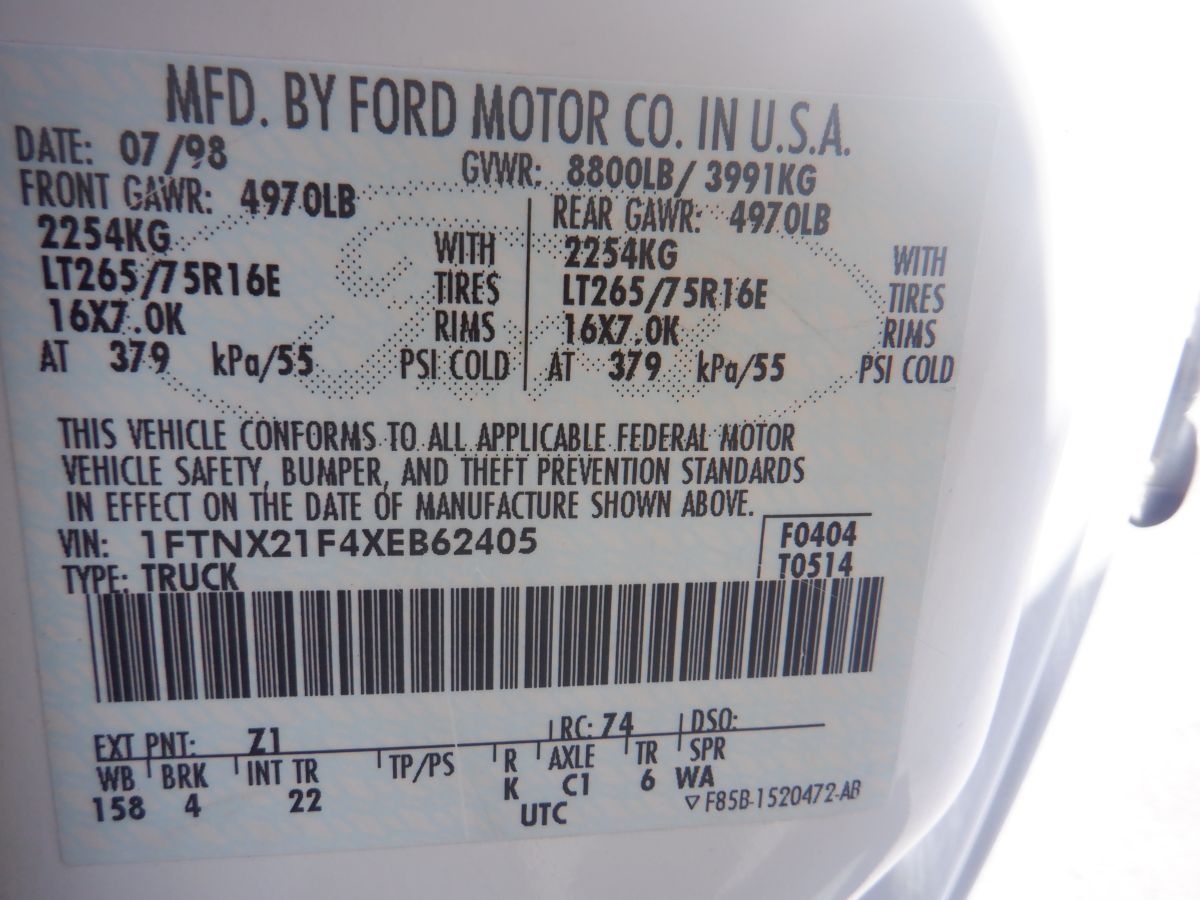 MFD. BY FORD MOTOR CO. IN U.S.A.
DATE: 07/98 GVWR: 8800LB/ 3991KG
FRONT GAWR: 4970LB REAR GAWR: 4970LB
2254KG WITH 2254KG WITH
LT265/75R16E TIRES LT265/75R16E TIRES
16X7.0K RIMS 16X7.0K RIMS
AT 379 kPa/55 PSI COLD AT 379 kPa/55 PSI COLD
THIS VEHICLE CONFORMS TO ALL APPLICABLE FEDERAL MOTOR
VEHICLE SAFETY, BUMPER, AND THEFT PREVENTION STANDARDS
IN EFFECT ON THE DATE OF MANUFACTURE SHOWN ABOVE.
VIN: 1FTNX21F4XEB62405 F0404
TYPE: TRUCK T0514
EXT PNT: Z1 RC: 74 DSO:
WB BRK INT TR TP/PS R AXLE TR SPR
158 4 22 K C1 6 WA
UTC ▽F85B-1520472-AB